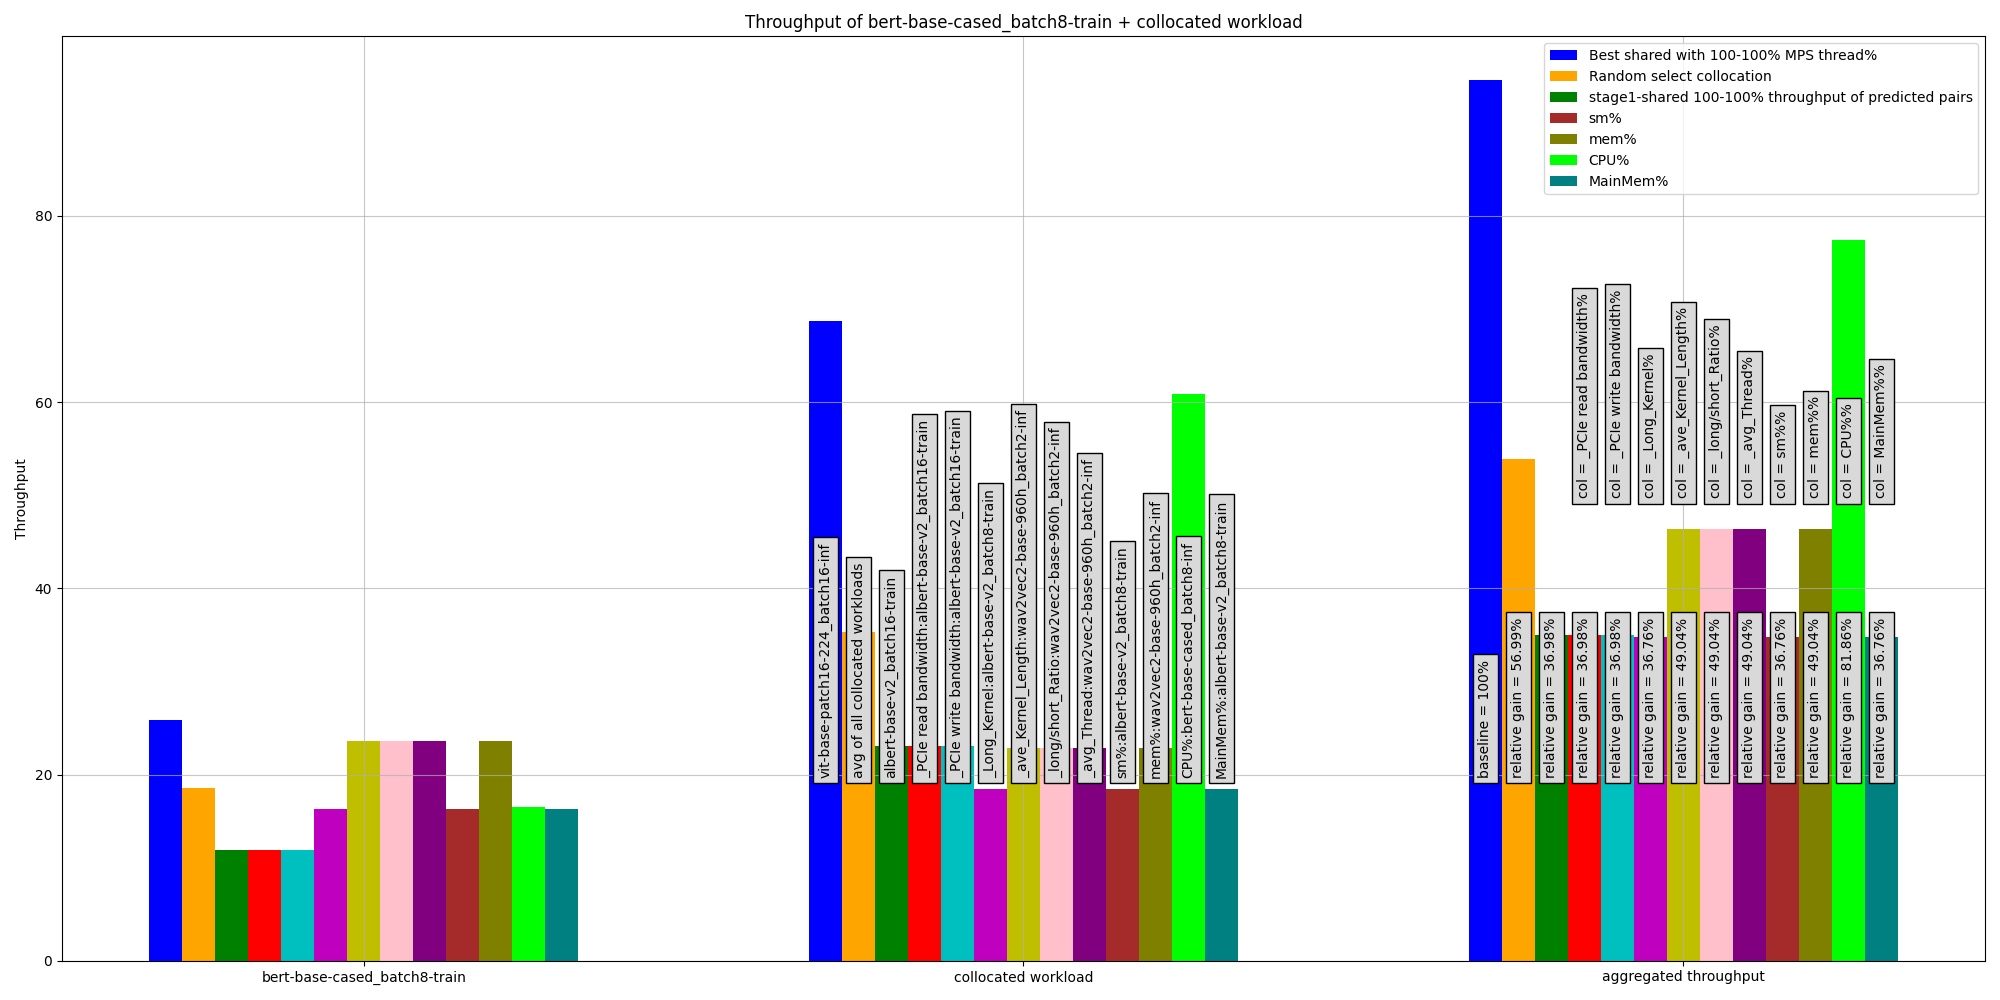 Throughput of bert-base-cased_batch8-train + collocated workload
Best shared with 100-100% MPS thread%
Random select collocation
stage1-shared 100-100% throughput of predicted pairs
sm%
mem%
CPU%
MainMem%
Throughput
80
60
40
20
0
vit-base-patch16-224_batch16-inf
avg of all collocated workloads
albert-base-v2_batch16-train
_PCIe read bandwidth:albert-base-v2_batch16-train
_PCIe write bandwidth:albert-base-v2_batch16-train
_Long_Kernel:albert-base-v2_batch8-train
_ave_Kernel_Length:wav2vec2-base-960h_batch2-inf
_long/short_Ratio:wav2vec2-base-960h_batch2-inf
_avg_Thread:wav2vec2-base-960h_batch2-inf
sm%:albert-base-v2_batch8-train
mem%:wav2vec2-base-960h_batch2-inf
CPU%:bert-base-cased_batch8-inf
MainMem%:albert-base-v2_batch8-train
col = _PCIe read bandwidth%
col = _PCIe write bandwidth%
col = _Long_Kernel%
col = _ave_Kernel_Length%
col = _long/short_Ratio%
col = _avg_Thread%
col = sm%%
col = mem%%
col = CPU%%
col = MainMem%%
baseline = 100%
relative gain = 56.99%
relative gain = 36.98%
relative gain = 36.98%
relative gain = 36.98%
relative gain = 36.76%
relative gain = 49.04%
relative gain = 49.04%
relative gain = 49.04%
relative gain = 36.76%
relative gain = 49.04%
relative gain = 81.86%
relative gain = 36.76%
bert-base-cased_batch8-train
collocated workload
aggregated throughput